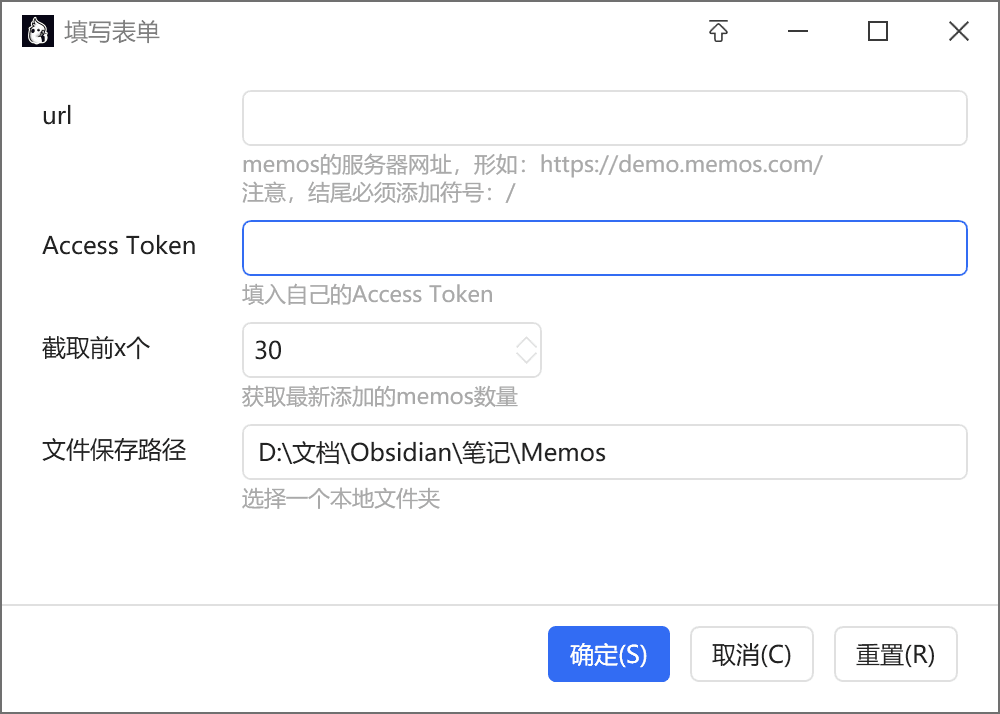 填写表单
url
memos的服务器网址，形如：https://demo.memos.com/
注意，结尾必须添加符号：/
Access Token
填入自己的Access Token
截取前x个
30
获取最新添加的memos数量
文件保存路径
D:\文档\Obsidian\笔记\Memos
选择一个本地文件夹
确定(S)
取消(C)
重置(R)